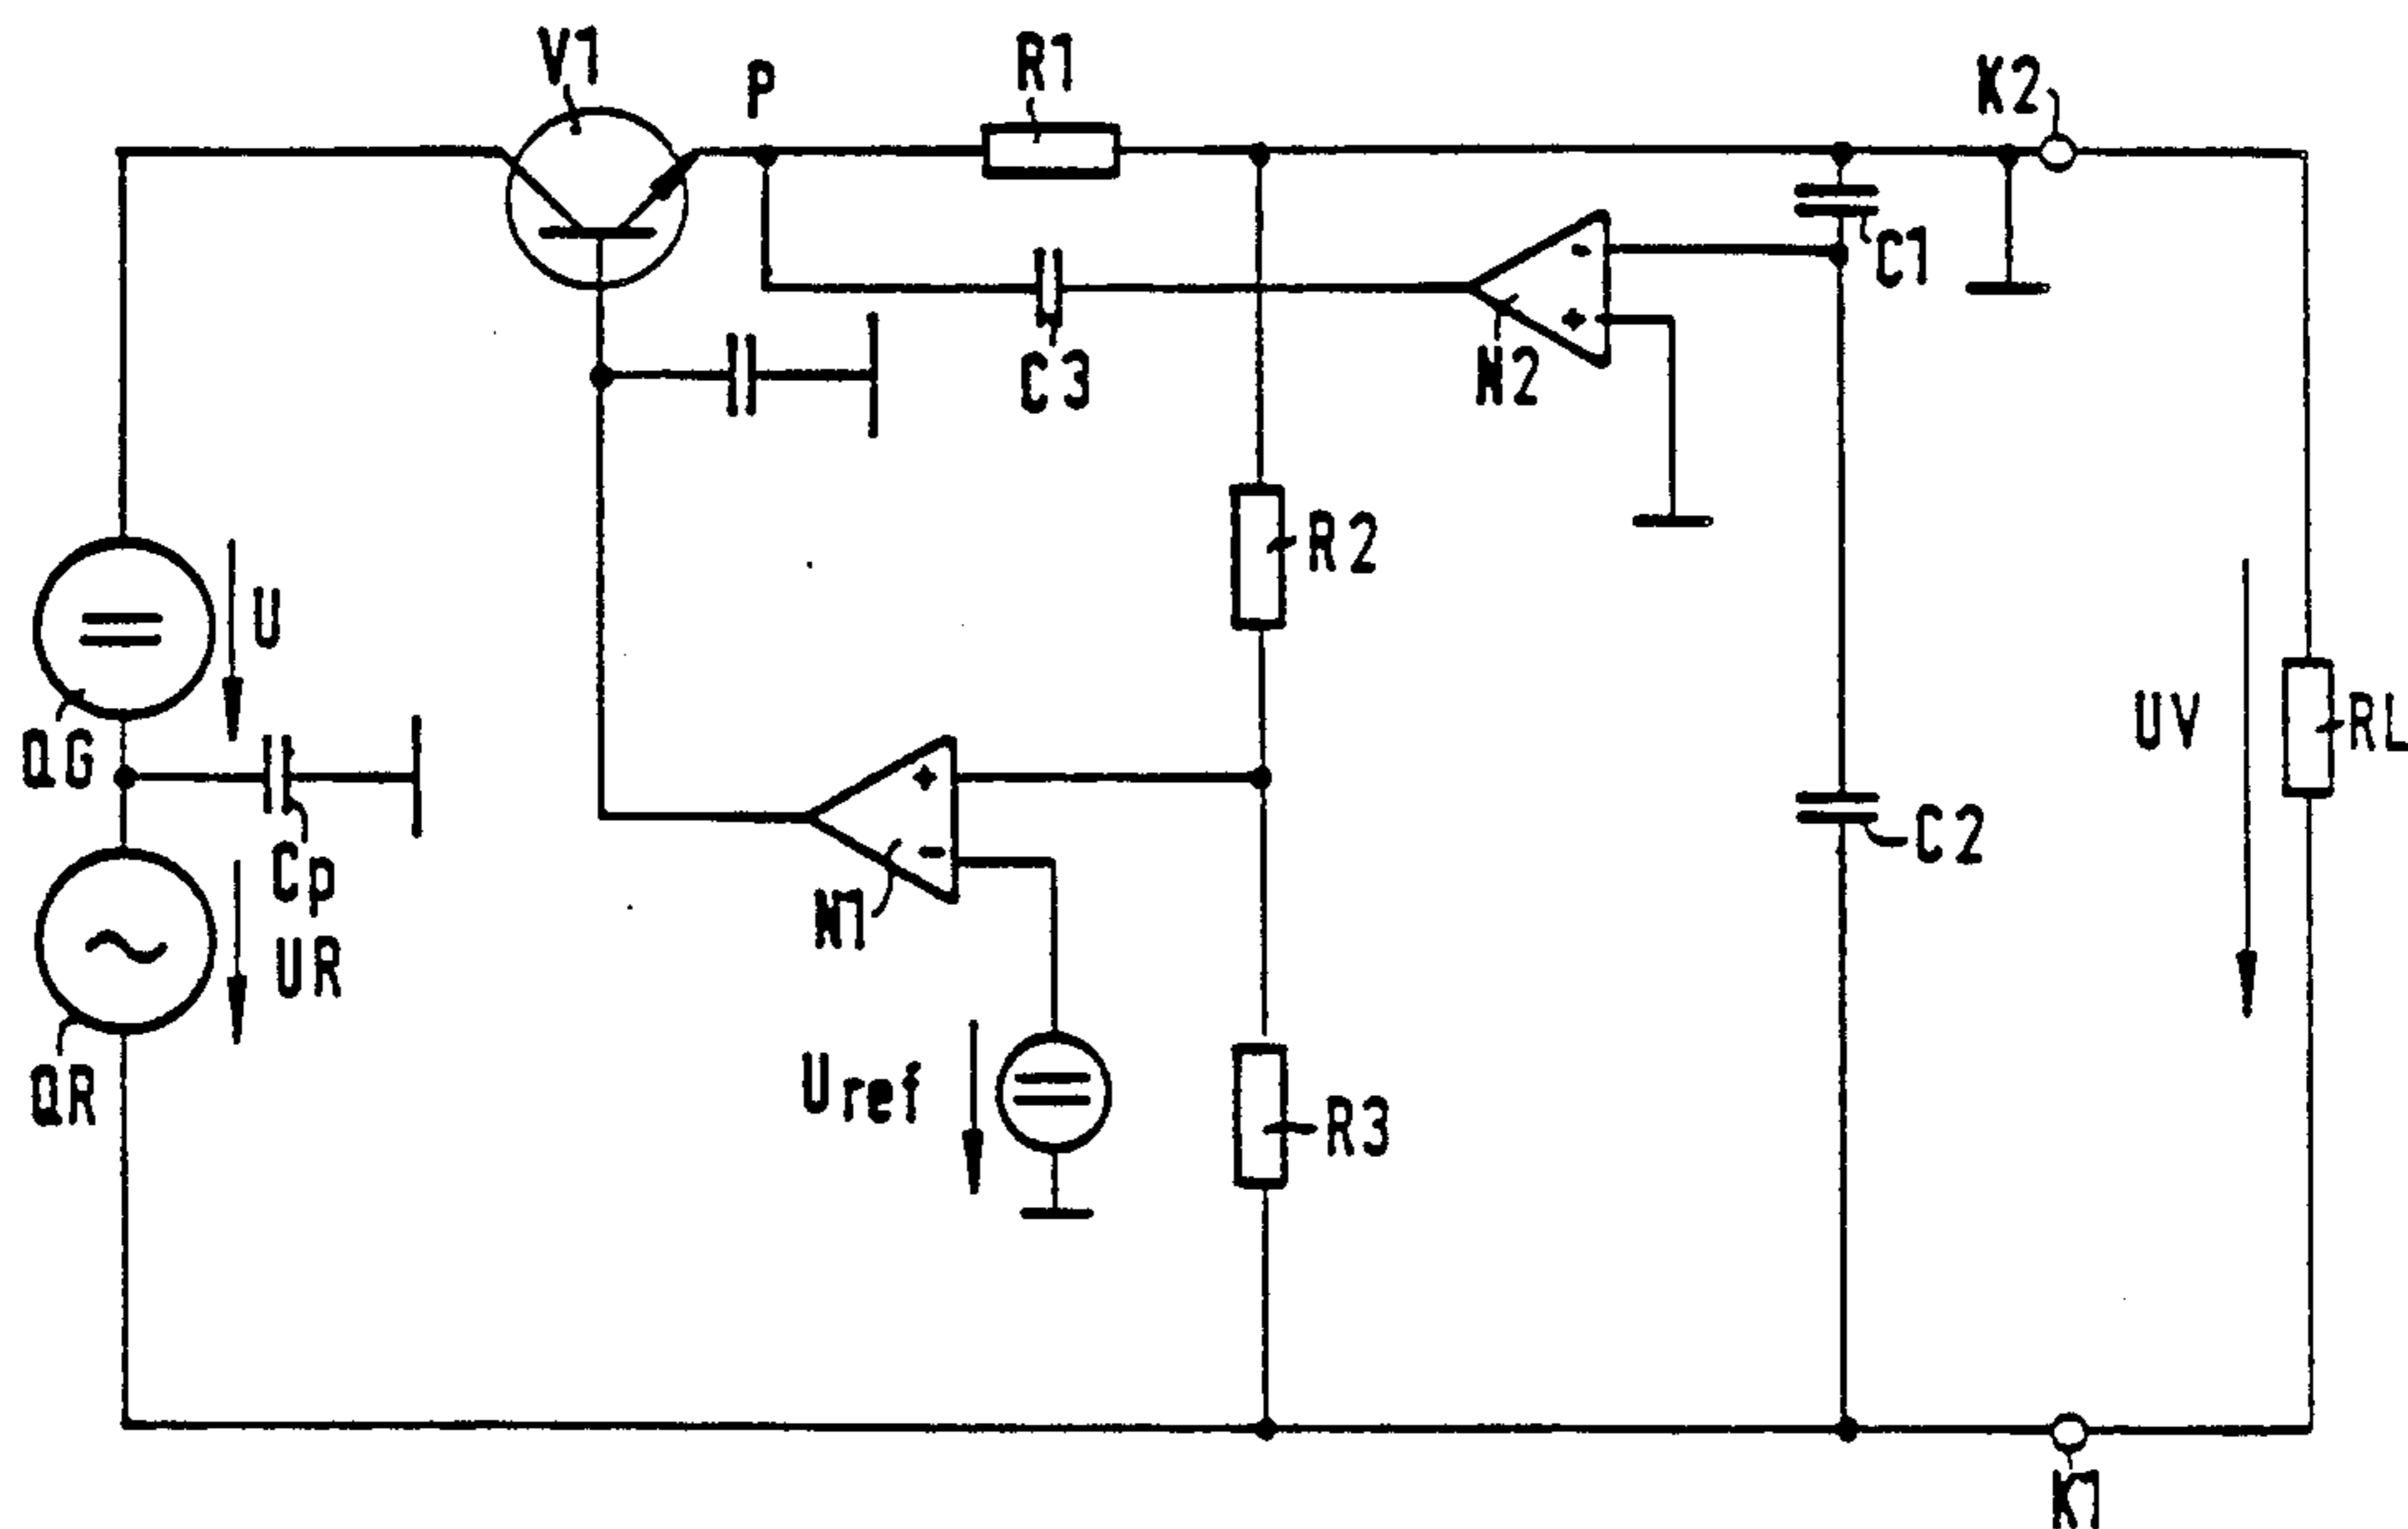 V1
P
R1
K2
-
C1
+
N2
C3
R2
U
QG
Cp
UR
QR
+
-
N1
Uref
R3
UV
RL
C2
K1